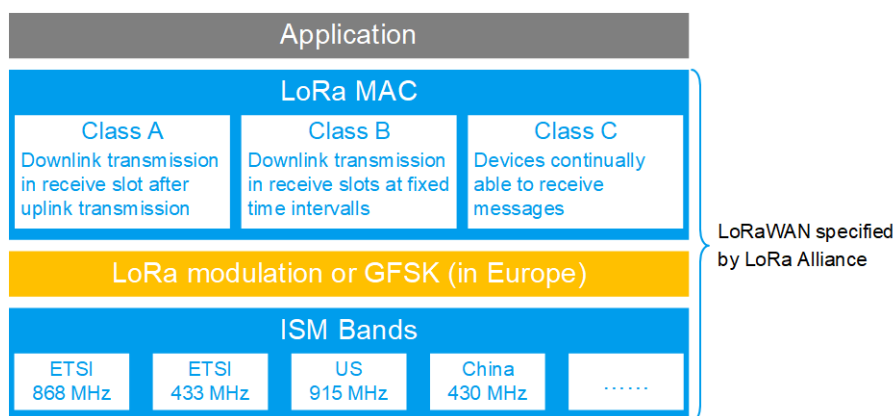 Application
LoRa MAC
Class A
Downlink transmission
in receive slot after
uplink transmission
Class B
Downlink transmission
in receive slots at fixed
time intervalls
Class C
Devices continually
able to receive
messages
LoRaWAN specified
by LoRa Alliance
LoRa modulation or GFSK (in Europe)
ISM Bands
ETSI
868 MHz
ETSI
433 MHz
US
915 MHz
China
430 MHz
……